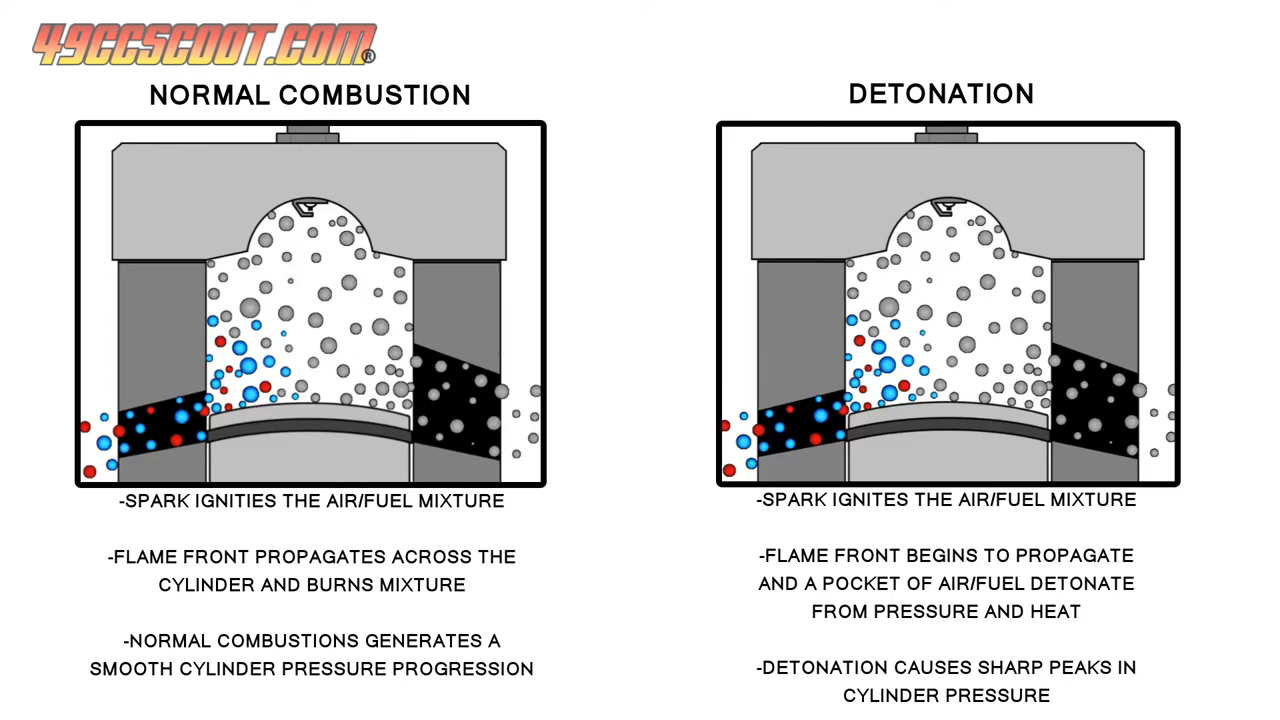 49CCSCOOT.COM®
NORMAL COMBUSTION
-SPARK IGNITIES THE AIR/FUEL MIXTURE
-FLAME FRONT PROPAGATES ACROSS THE
CYLINDER AND BURNS MIXTURE
-NORMAL COMBUSTIONS GENERATES A
SMOOTH CYLINDER PRESSURE PROGRESSION
DETONATION
-SPARK IGNITES THE AIR/FUEL MIXTURE
-FLAME FRONT BEGINS TO PROPAGATE
AND A POCKET OF AIR/FUEL DETONATE
FROM PRESSURE AND HEAT
-DETONATION CAUSES SHARP PEAKS IN
CYLINDER PRESSURE